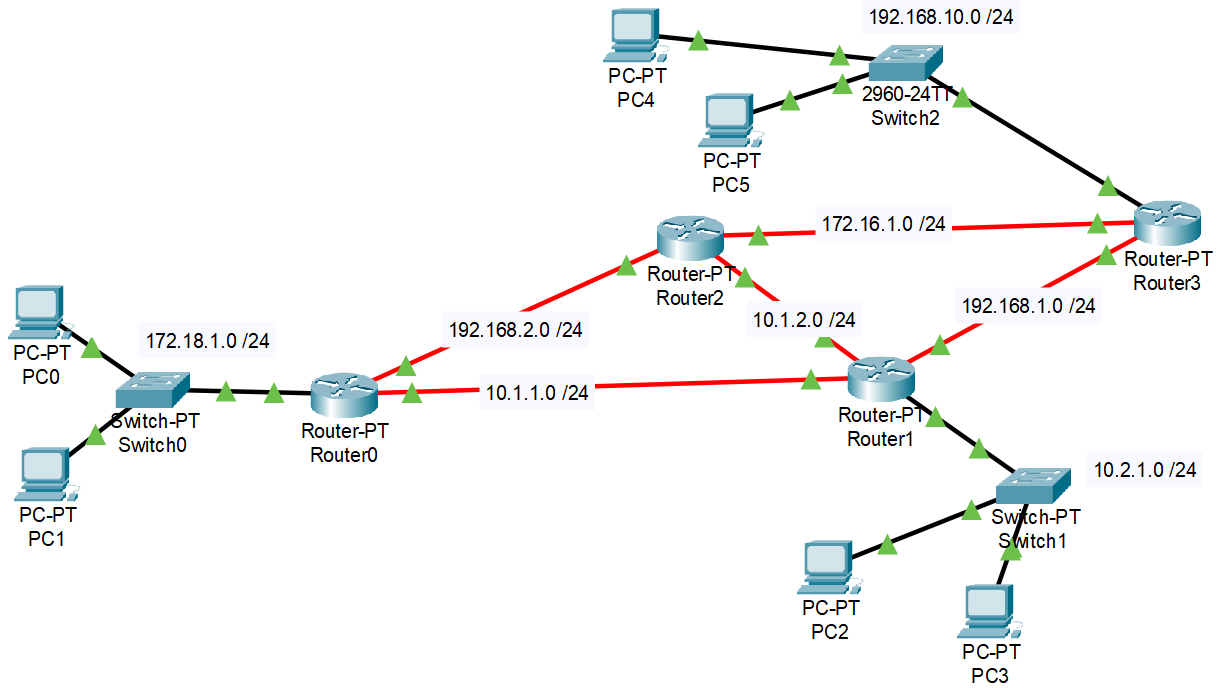 192.168.10.0 /24
PC-PT
PC4
2960-24TT
Switch2
PC-PT
PC5
172.16.1.0 /24
Router-PT
Router2
Router-PT
Router3
192.168.2.0 /24
10.1.2.0 /24
192.168.1.0 /24
172.18.1.0 /24
PC-PT
PC0
Switch-PT
Switch0
Router-PT
Router0
10.1.1.0 /24
Router-PT
Router1
10.2.1.0 /24
PC-PT
PC1
Switch-PT
Switch1
PC-PT
PC2
PC-PT
PC3